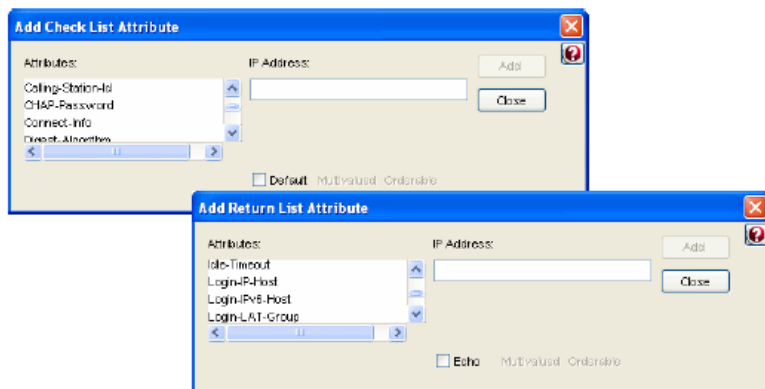 Add Check List Attribute
Attributes:
IP Address:
Add
Calling-Station-Id
CHAP-Password
Close
Connect-Info
Digest-Algorithm
Default Multivalued Orderable
Add Return List Attribute
Attributes:
IP Address:
Add
Idle-Timeout
Login-IP-Host
Close
Login-IPv6-Host
Login-LAT-Group
Echo Multivalued Orderable